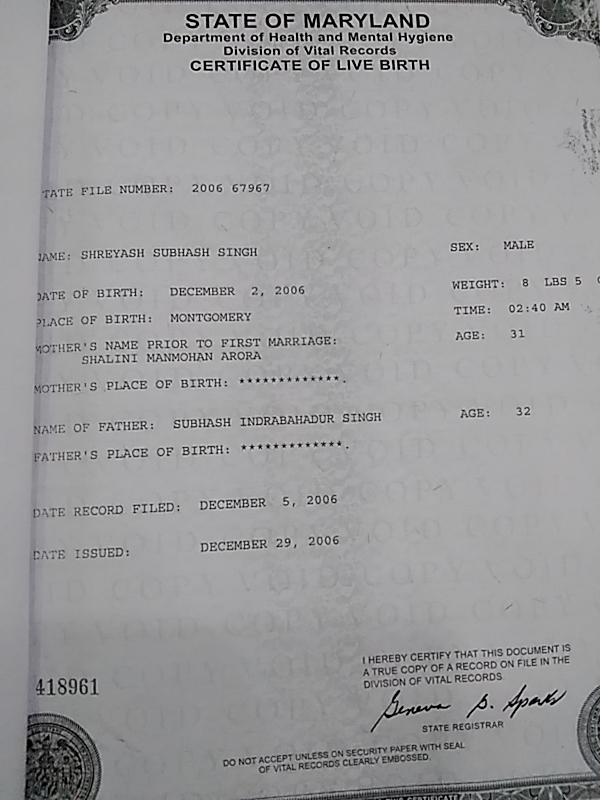 STATE OF MARYLAND
Department of Health and Mental Hygiene
Division of Vital Records
CERTIFICATE OF LIVE BIRTH
TATE FILE NUMBER: 2006 67967
NAME: SHREYASH SUBHASH SINGH SEX: MALE
DATE OF BIRTH: DECEMBER 2, 2006 WEIGHT: 8 LBS 5
PLACE OF BIRTH: MONTGOMERY TIME: 02:40 AM
MOTHER'S NAME PRIOR TO FIRST MARRIAGE: AGE: 31
SHALINI MANMOHAN ARORA
MOTHER'S PLACE OF BIRTH: *************.
NAME OF FATHER: SUBHASH INDRABAHADUR SINGH AGE: 32
FATHER'S PLACE OF BIRTH: *************.
DATE RECORD FILED: DECEMBER 5, 2006
DATE ISSUED: DECEMBER 29, 2006
I HEREBY CERTIFY THAT THIS DOCUMENT IS
A TRUE COPY OF A RECORD ON FILE IN THE
DIVISION OF VITAL RECORDS.
418961
Geneva G. Sparks
STATE REGISTRAR
DO NOT ACCEPT UNLESS ON SECURITY PAPER WITH SEAL
OF VITAL RECORDS CLEARLY EMBOSSED.